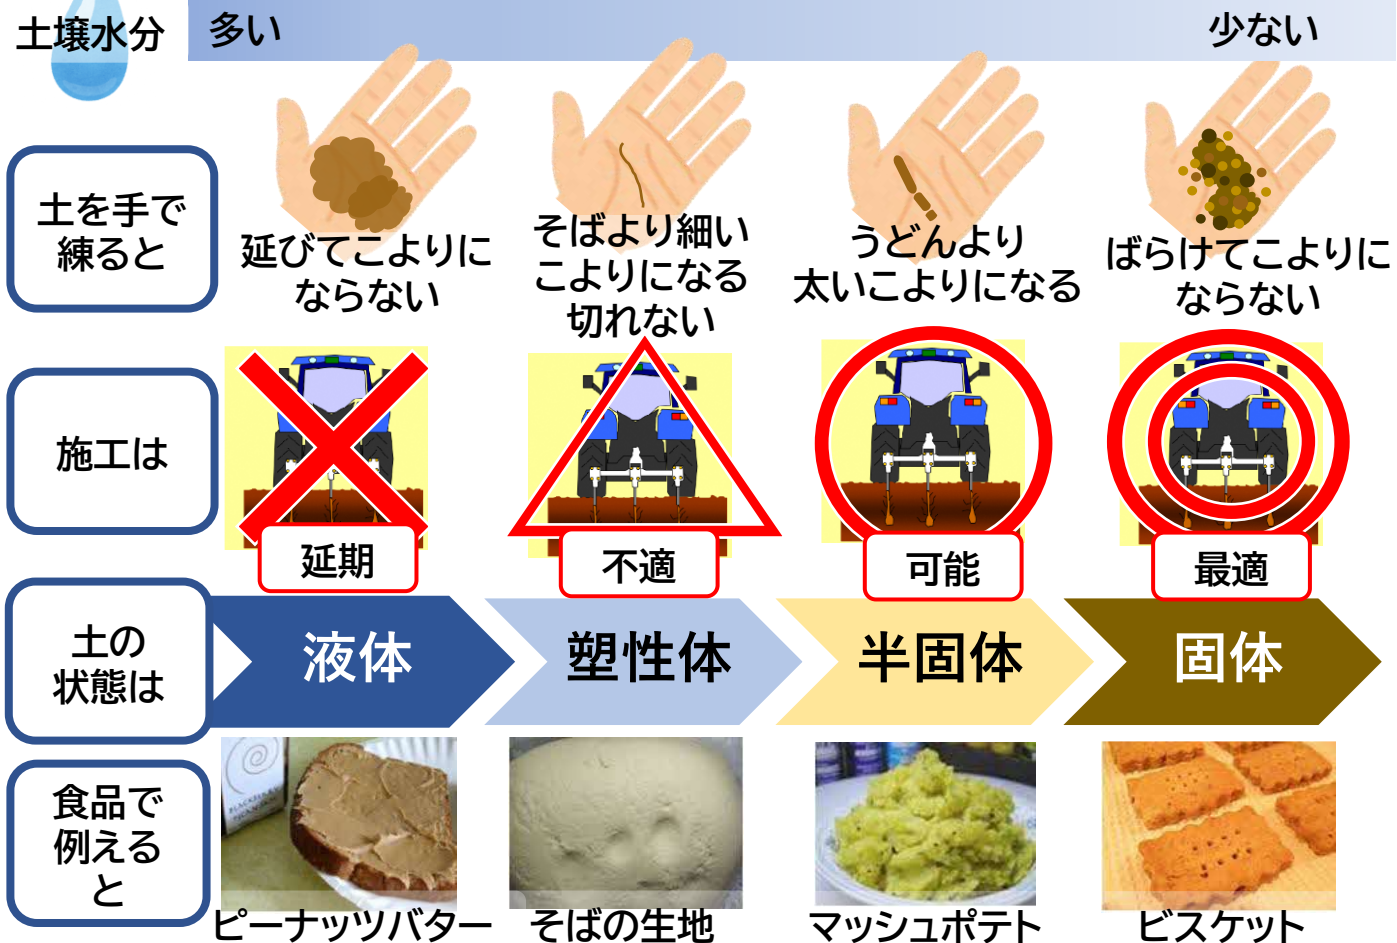 土壌水分
多い
少ない
土を手で
練ると
延びてこよりに
ならない
そばより細い
こよりになる
切れない
うどんより
太いこよりになる
ばらけてこよりに
ならない
施工は
延期
不適
可能
最適
土の
状態は
液体
塑性体
半固体
固体
食品で
例える
と
ピーナッツバター
そばの生地
マッシュポテト
ビスケット